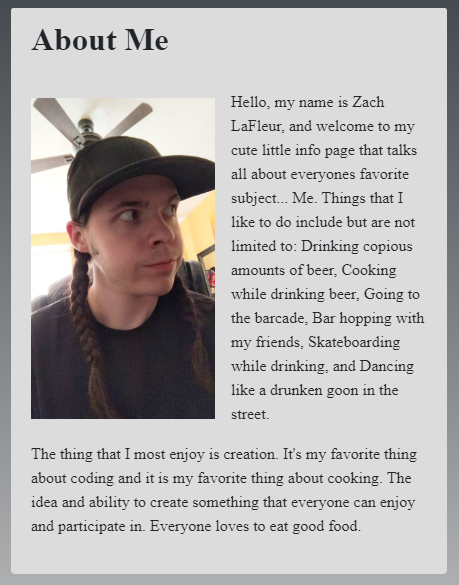 About Me
Hello, my name is Zach
LaFleur, and welcome to my
cute little info page that talks
all about everyones favorite
subject... Me. Things that I
like to do include but are not
limited to: Drinking copious
amounts of beer, Cooking
while drinking beer, Going to
the barcade, Bar hopping with
my friends, Skateboarding
while drinking, and Dancing
like a drunken goon in the
street.
The thing that I most enjoy is creation. It's my favorite thing
about coding and it is my favorite thing about cooking. The
idea and ability to create something that everyone can enjoy
and participate in. Everyone loves to eat good food.